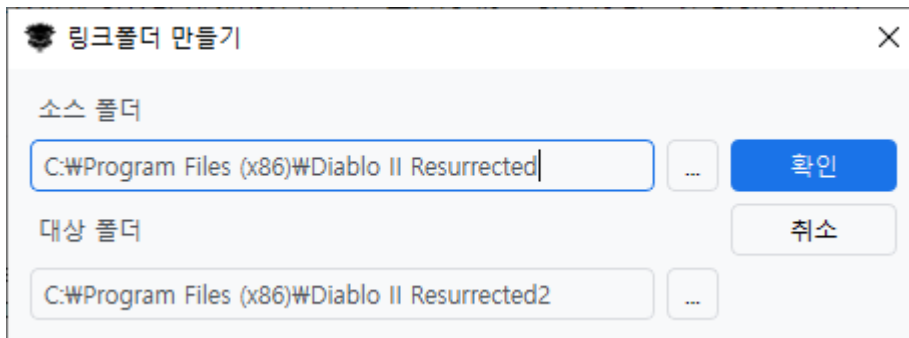 링크폴더 만들기
소스 폴더
C:₩Program Files (x86)₩Diablo II Resurrected
...
확인
대상 폴더
취소
C:₩Program Files (x86)₩Diablo II Resurrected2
...